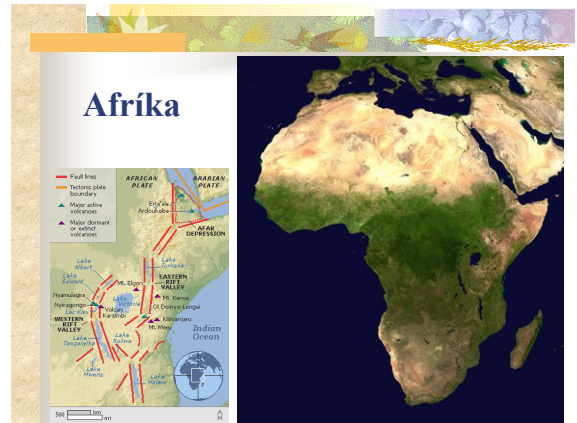 Afríka
Fault lines
Tectonic plate
boundary
Major active
volcanoes
Major dormant
or extinct
volcanoes
AFRICAN
PLATE
ARABIAN
PLATE
Erta'ale
Ardoukoba
AFAR
DEPRESSION
Lake
Albert
Lake
Turkana
Lake
Edward
Mt. Elgon
EASTERN
RIFT
VALLEY
Nyamulagira
Nyiragongo
Lac Kivu
Volcan
Karisimbi
Lake
Victoria
Mt. Kenya
Ol Doinyo-Lengai
Kilimanjaro
Mt. Meru
WESTERN
RIFT
VALLEY
Lake
Tanganyika
Lake
Rukwa
Indian
Ocean
Lake
Mweru
Lake
Malawi
500
km
mi
N